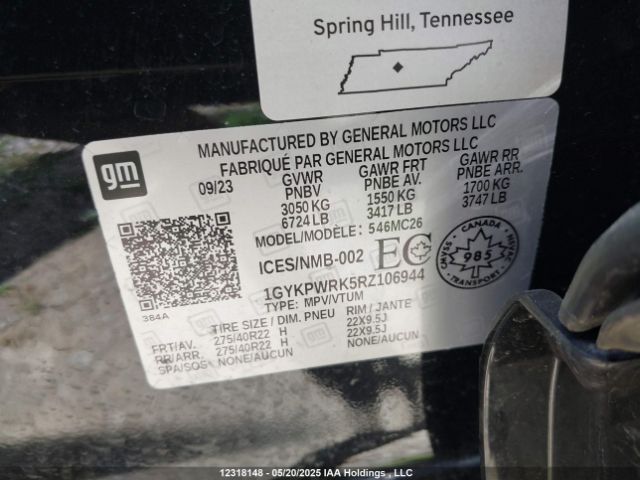 Spring Hill, Tennessee
MANUFACTURED BY GENERAL MOTORS LLC
FABRIQUÉ PAR GENERAL MOTORS LLC
gm
09/23
GVWR
PNBV
3050 KG
6724 LB
GAWR FRT
PNBE AV.
1550 KG
3417 LB
GAWR RR
PNBE ARR.
1700 KG
3747 LB
MODEL/MODÈLE: 546MC26
ICES/NMB-002
EC
CANADA
985
1GYKPWRK5RZ106944
TYPE: MPV/VTUM
384A
TIRE SIZE / DIM. PNEU RIM / JANTE
FRT/AV. 275/40R22 H 22X9.5J
RR/ARR. 275/40R22 H 22X9.5J
SPA/SOS NONE/AUCUN NONE/AUCUN
12318148 — 05/20/2025 IAA Holdings , LLC